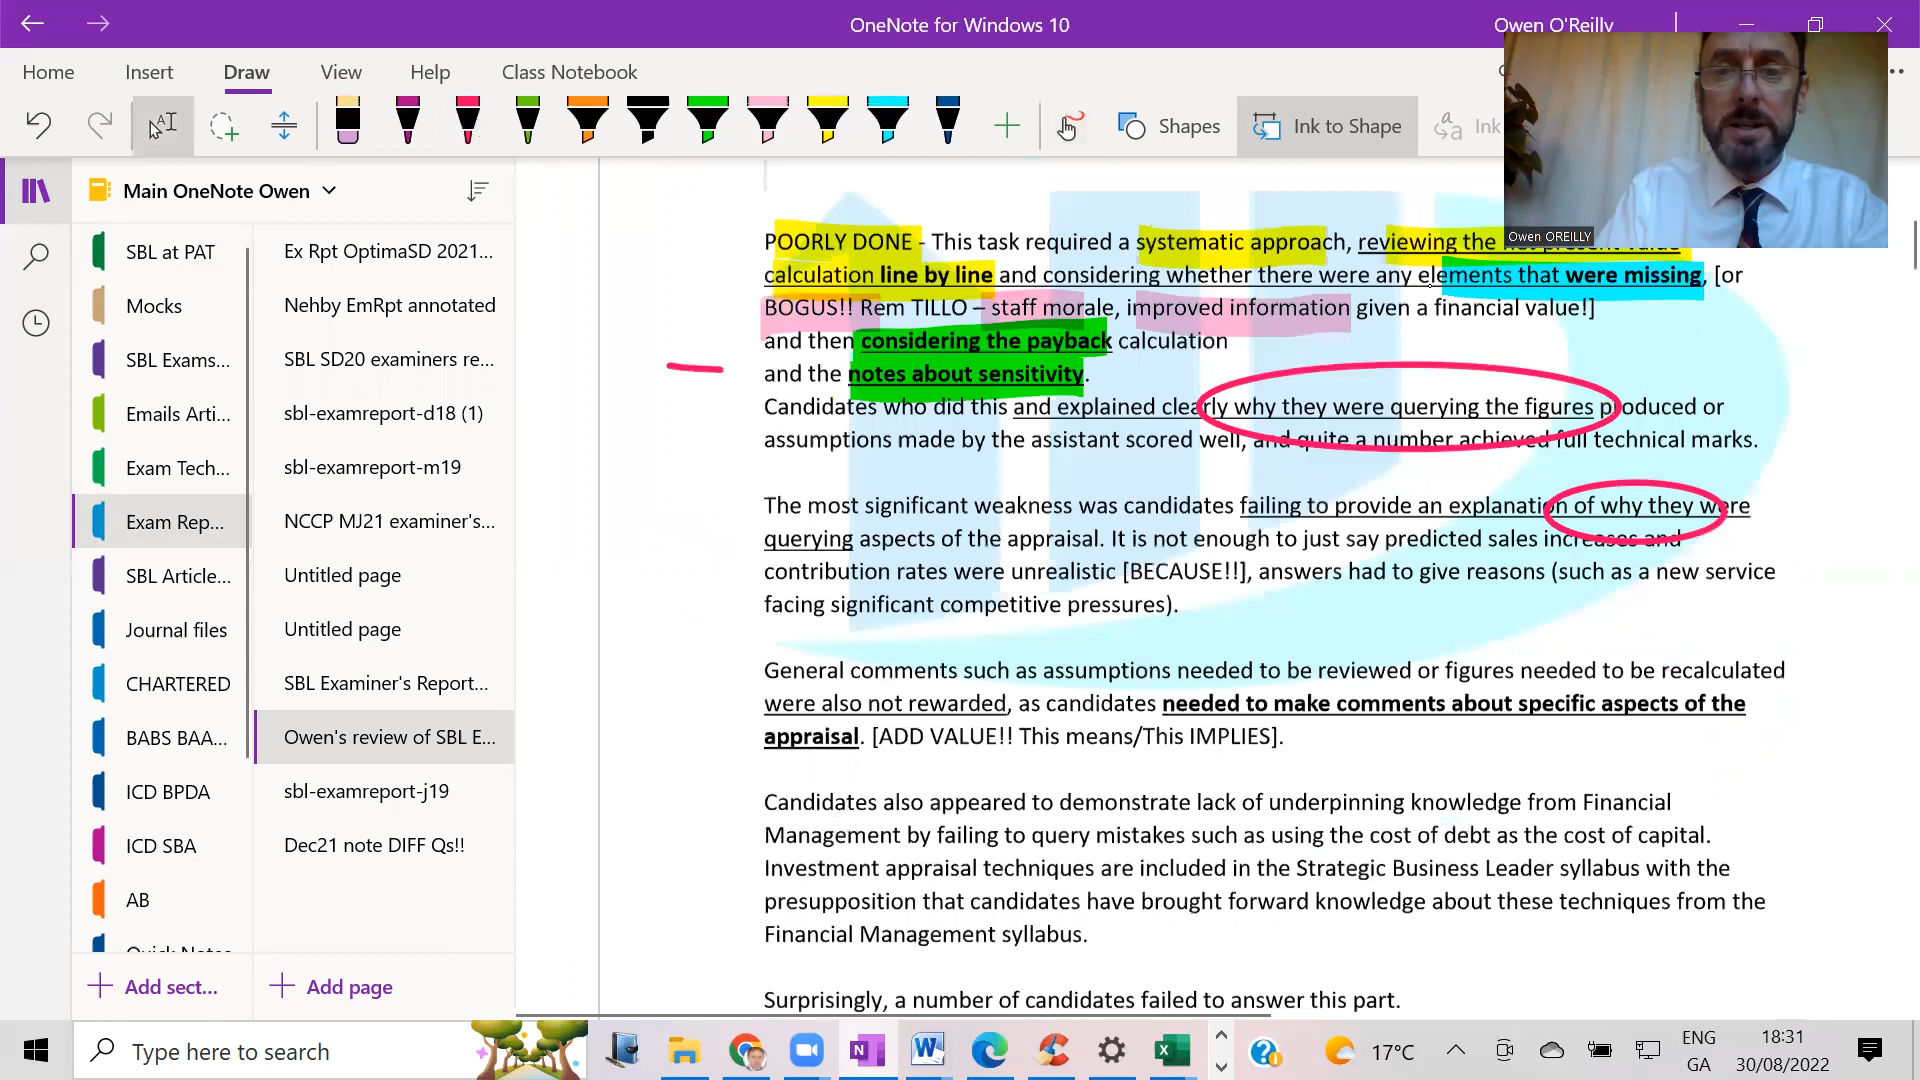 OneNote for Windows 10
Owen O'Reilly
Home Insert Draw View Help Class Notebook
Shapes Ink to Shape Ink
Main OneNote Owen
SBL at PAT
Mocks
SBL Exams...
Emails Arti...
Exam Tech...
Exam Rep...
SBL Article...
Journal files
CHARTERED
BABS BAA...
ICD BPDA
ICD SBA
AB
Quick Notes
Add sect...
Ex Rpt OptimaSD 2021...
Nehby EmRpt annotated
SBL SD20 examiners re...
sbl-examreport-d18 (1)
sbl-examreport-m19
NCCP MJ21 examiner's...
Untitled page
Untitled page
SBL Examiner's Report...
Owen's review of SBL E...
sbl-examreport-j19
Dec21 note DIFF Qs!!
Add page
Owen OREILLY
POORLY DONE - This task required a systematic approach, reviewing the net present value
calculation line by line and considering whether there were any elements that were missing, [or
BOGUS!! Rem TILLO – staff morale, improved information given a financial value!]
and then considering the payback calculation
and the notes about sensitivity.
Candidates who did this and explained clearly why they were querying the figures produced or
assumptions made by the assistant scored well, and quite a number achieved full technical marks.
The most significant weakness was candidates failing to provide an explanation of why they were
querying aspects of the appraisal. It is not enough to just say predicted sales increases and
contribution rates were unrealistic [BECAUSE!!], answers had to give reasons (such as a new service
facing significant competitive pressures).
General comments such as assumptions needed to be reviewed or figures needed to be recalculated
were also not rewarded, as candidates needed to make comments about specific aspects of the
appraisal. [ADD VALUE!! This means/This IMPLIES].
Candidates also appeared to demonstrate lack of underpinning knowledge from Financial
Management by failing to query mistakes such as using the cost of debt as the cost of capital.
Investment appraisal techniques are included in the Strategic Business Leader syllabus with the
presupposition that candidates have brought forward knowledge about these techniques from the
Financial Management syllabus.
Surprisingly, a number of candidates failed to answer this part.
Type here to search
17°C
ENG
GA
18:31
30/08/2022